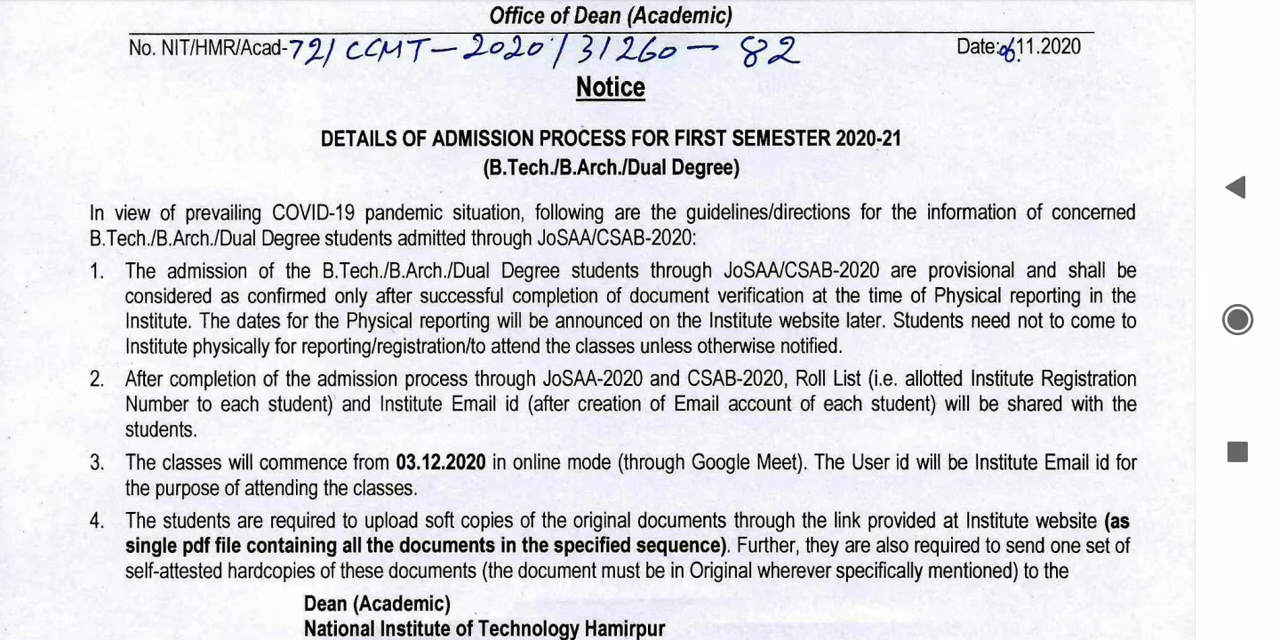 Office of Dean (Academic)
No. NIT/HMR/Acad-72/CCMT-2020/31260-82 Date:06.11.2020
Notice
DETAILS OF ADMISSION PROCESS FOR FIRST SEMESTER 2020-21
(B.Tech./B.Arch./Dual Degree)
In view of prevailing COVID-19 pandemic situation, following are the guidelines/directions for the information of concerned
B.Tech./B.Arch./Dual Degree students admitted through JoSAA/CSAB-2020:
1. The admission of the B.Tech./B.Arch./Dual Degree students through JoSAA/CSAB-2020 are provisional and shall be
considered as confirmed only after successful completion of document verification at the time of Physical reporting in the
Institute. The dates for the Physical reporting will be announced on the Institute website later. Students need not to come to
Institute physically for reporting/registration/to attend the classes unless otherwise notified.
2. After completion of the admission process through JoSAA-2020 and CSAB-2020, Roll List (i.e. allotted Institute Registration
Number to each student) and Institute Email id (after creation of Email account of each student) will be shared with the
students.
3. The classes will commence from 03.12.2020 in online mode (through Google Meet). The User id will be Institute Email id for
the purpose of attending the classes.
4. The students are required to upload soft copies of the original documents through the link provided at Institute website (as
single pdf file containing all the documents in the specified sequence). Further, they are also required to send one set of
self-attested hardcopies of these documents (the document must be in Original wherever specifically mentioned) to the
Dean (Academic)
National Institute of Technology Hamirpur